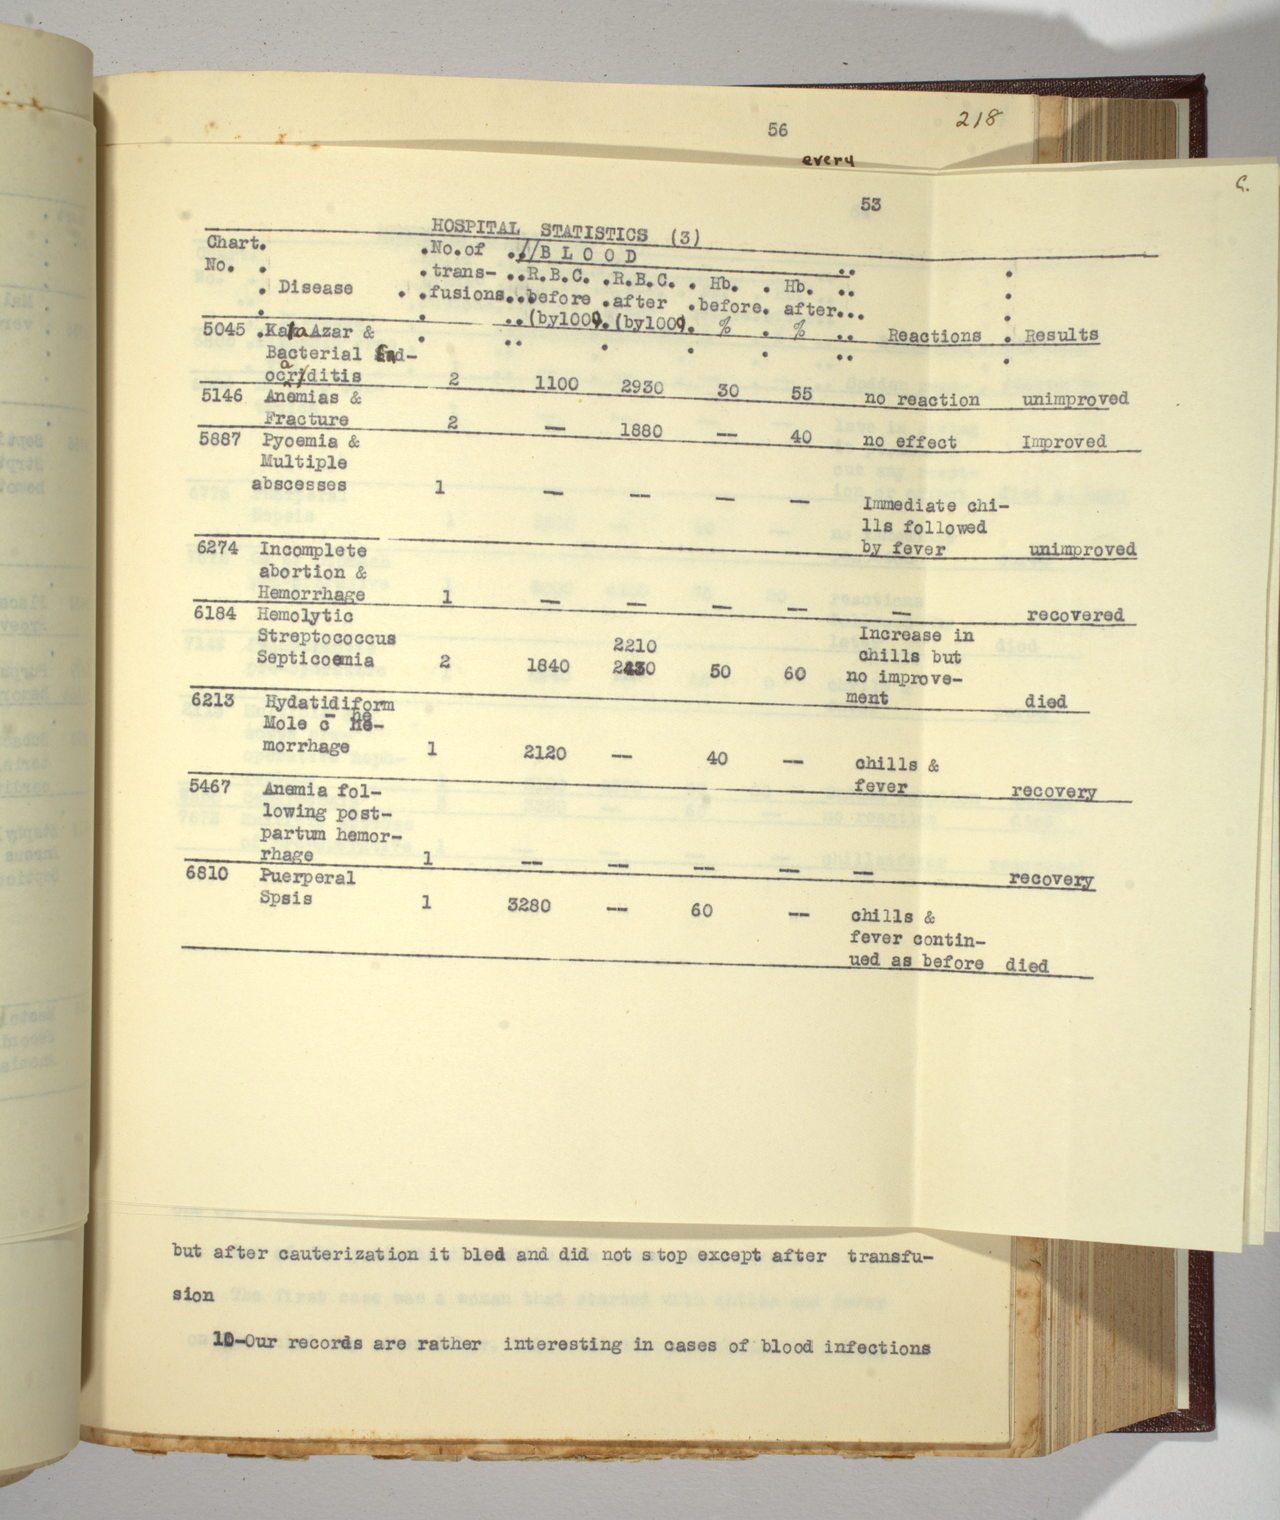 56
218
every
53
C.
HOSPITAL STATISTICS (3)
Chart. .No.of ..//B L O O D ..
No. . .trans- ..R.B.C. .R.B.C. . Hb. . Hb. .. .
. Disease . .fusions..before .after .before. after... .
. . ..(by1000.(by1000. % . % .. Reactions . Results
5045 .Kala Azar & .. . . . .. .
Bacterial End-
ocarditis 2 1100 2930 30 55 no reaction unimproved
5146 Anemias &
Fracture 2 — 1880 — 40 no effect Improved
5887 Pyoemia &
Multiple
abscesses 1 — — — — Immediate chi-
lls followed
by fever unimproved
6274 Incomplete
abortion &
Hemorrhage 1 — — — — — recovered
6184 Hemolytic
Streptococcus 2210 Increase in
Septicoemia 2 1840 2430 50 60 chills but
no improve-
ment died
6213 Hydatidiform
Mole c̄ He-
morrhage 1 2120 — 40 — chills &
fever recovery
5467 Anemia fol-
lowing post-
partum hemor-
rhage 1 — — — — — recovery
6810 Puerperal
Spsis 1 3280 — 60 — chills &
fever contin-
ued as before died
but after cauterization it bled and did not stop except after transfu-
sion
10-Our records are rather interesting in cases of blood infections